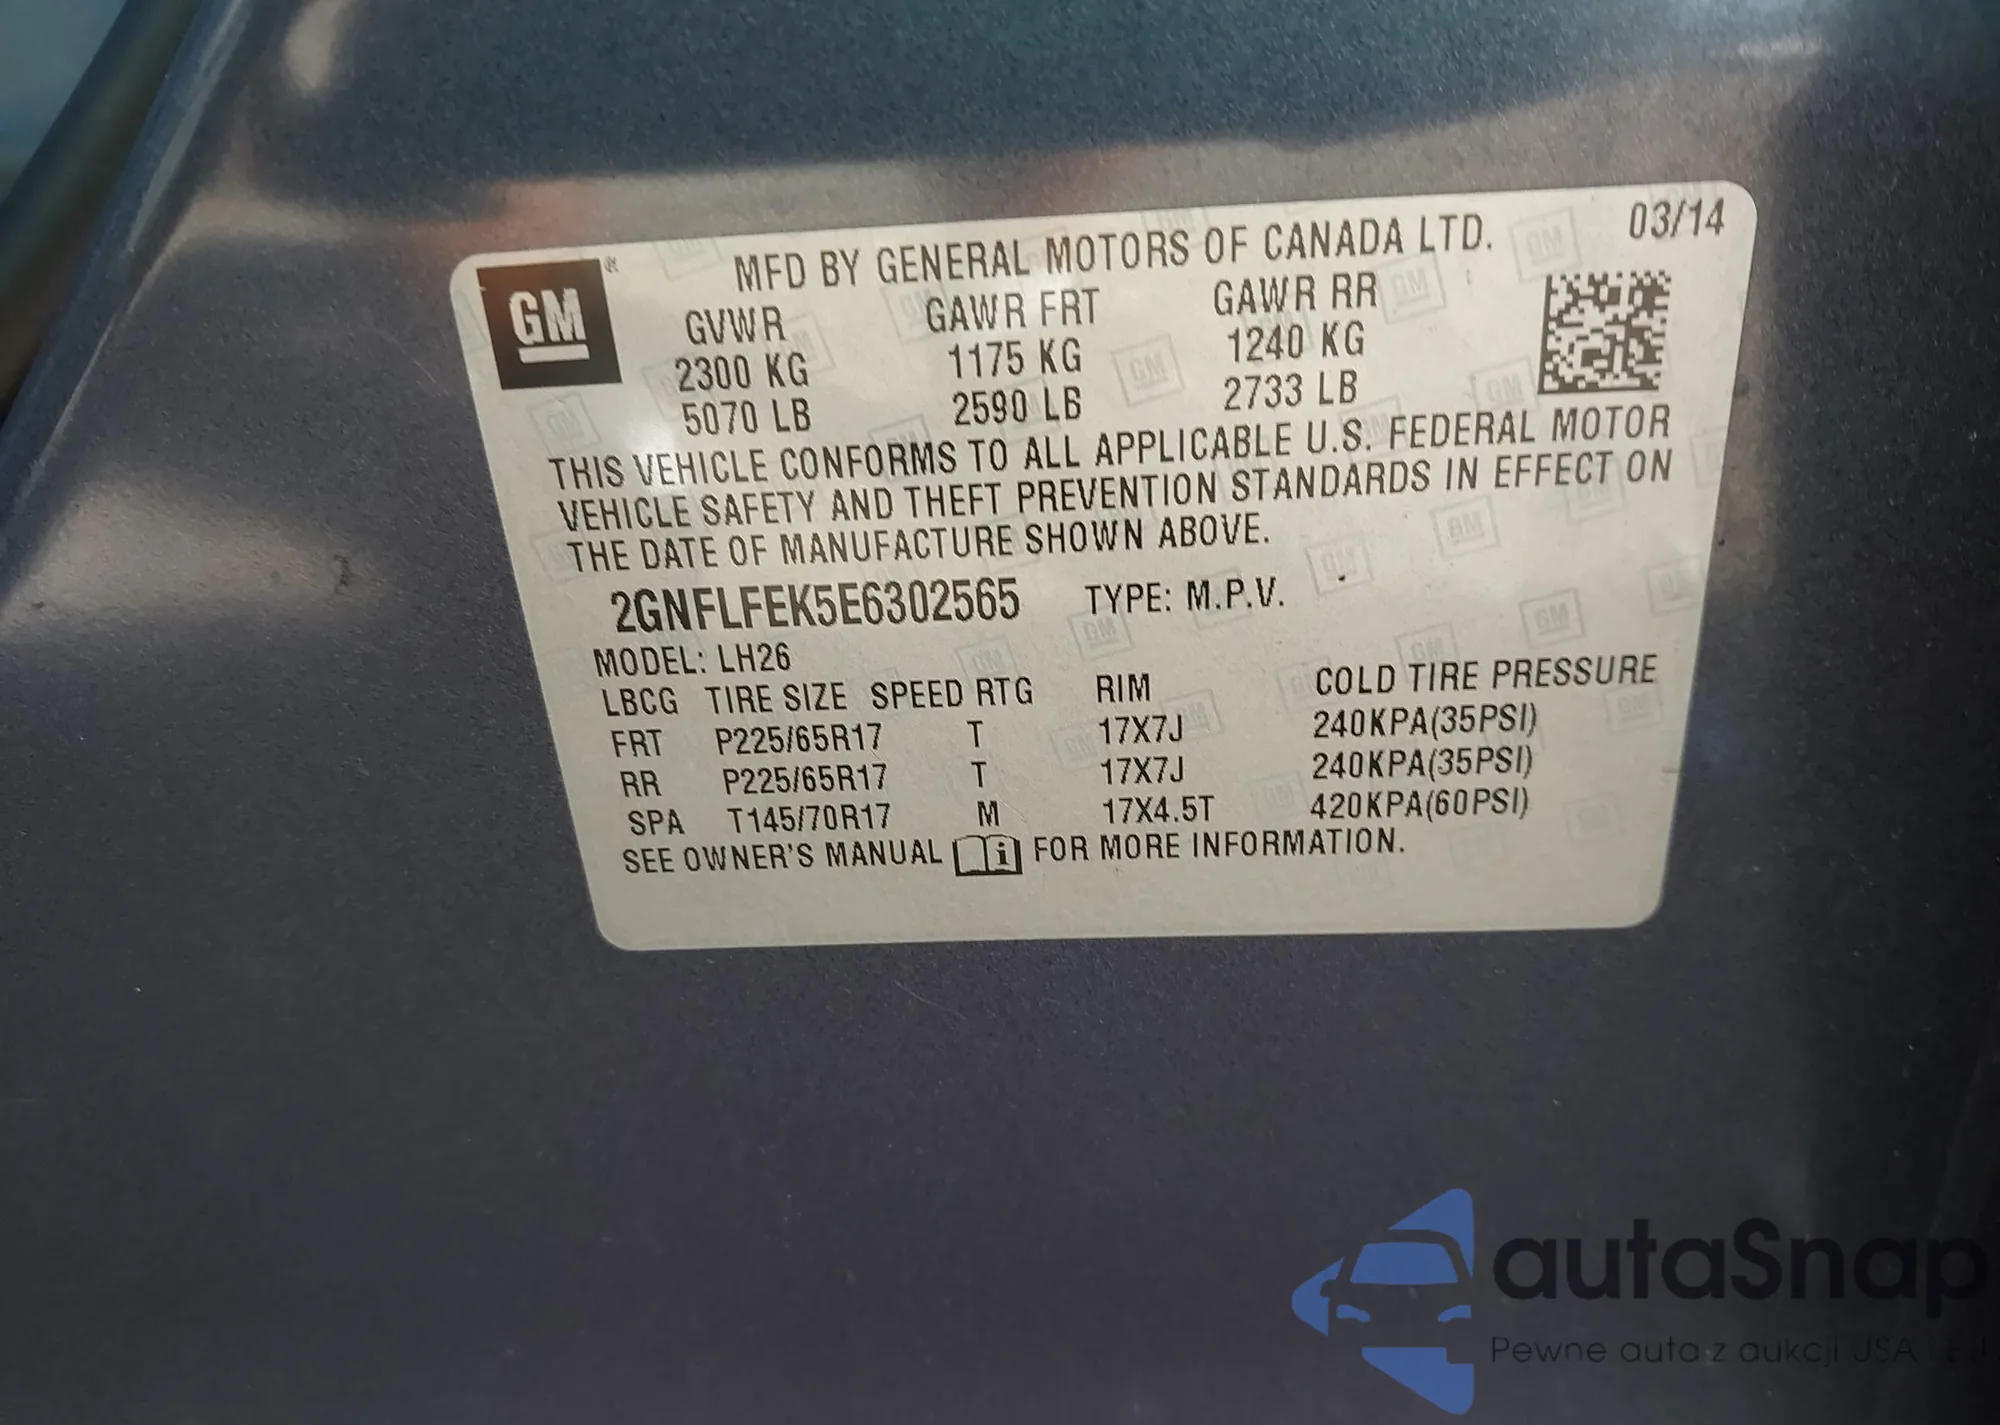 MFD BY GENERAL MOTORS OF CANADA LTD. 03/14
GM ®
GVWR GAWR FRT GAWR RR
2300 KG 1175 KG 1240 KG
5070 LB 2590 LB 2733 LB
THIS VEHICLE CONFORMS TO ALL APPLICABLE U.S. FEDERAL MOTOR
VEHICLE SAFETY AND THEFT PREVENTION STANDARDS IN EFFECT ON
THE DATE OF MANUFACTURE SHOWN ABOVE.
2GNFLFEK5E6302565 TYPE: M.P.V.
MODEL: LH26
LBCG TIRE SIZE SPEED RTG RIM COLD TIRE PRESSURE
FRT P225/65R17 T 17X7J 240KPA(35PSI)
RR P225/65R17 T 17X7J 240KPA(35PSI)
SPA T145/70R17 M 17X4.5T 420KPA(60PSI)
SEE OWNER'S MANUAL i FOR MORE INFORMATION.
autaSnap
Pewne auta z aukcji USA